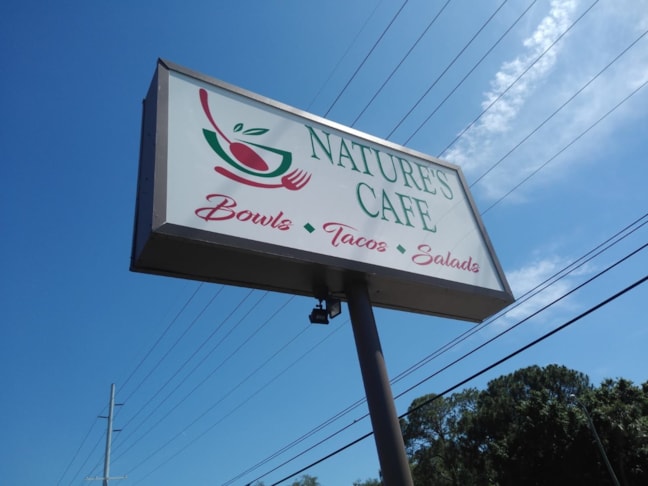 NATURE'S
CAFE
Bowls ◆ Tacos ◆ Salads